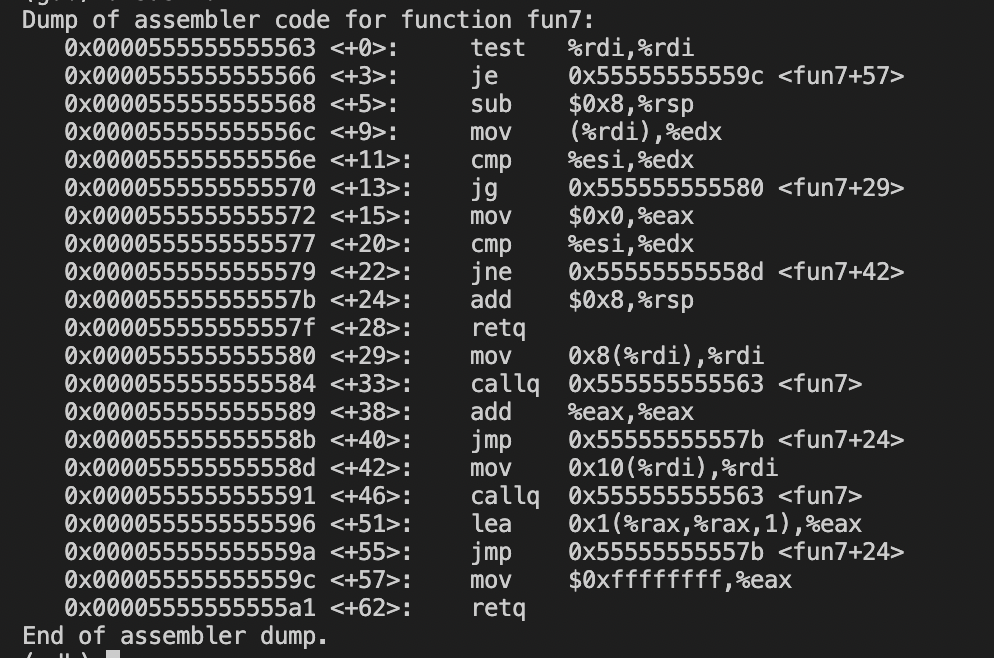 Dump of assembler code for function fun7:
0x0000555555555563 <+0>: test %rdi,%rdi
0x0000555555555566 <+3>: je 0x55555555559c <fun7+57>
0x0000555555555568 <+5>: sub $0x8,%rsp
0x000055555555556c <+9>: mov (%rdi),%edx
0x000055555555556e <+11>: cmp %esi,%edx
0x0000555555555570 <+13>: jg 0x555555555580 <fun7+29>
0x0000555555555572 <+15>: mov $0x0,%eax
0x0000555555555577 <+20>: cmp %esi,%edx
0x0000555555555579 <+22>: jne 0x55555555558d <fun7+42>
0x000055555555557b <+24>: add $0x8,%rsp
0x000055555555557f <+28>: retq
0x0000555555555580 <+29>: mov 0x8(%rdi),%rdi
0x0000555555555584 <+33>: callq 0x555555555563 <fun7>
0x0000555555555589 <+38>: add %eax,%eax
0x000055555555558b <+40>: jmp 0x55555555557b <fun7+24>
0x000055555555558d <+42>: mov 0x10(%rdi),%rdi
0x0000555555555591 <+46>: callq 0x555555555563 <fun7>
0x0000555555555596 <+51>: lea 0x1(%rax,%rax,1),%eax
0x000055555555559a <+55>: jmp 0x55555555557b <fun7+24>
0x000055555555559c <+57>: mov $0xffffffff,%eax
0x00005555555555a1 <+62>: retq
End of assembler dump.